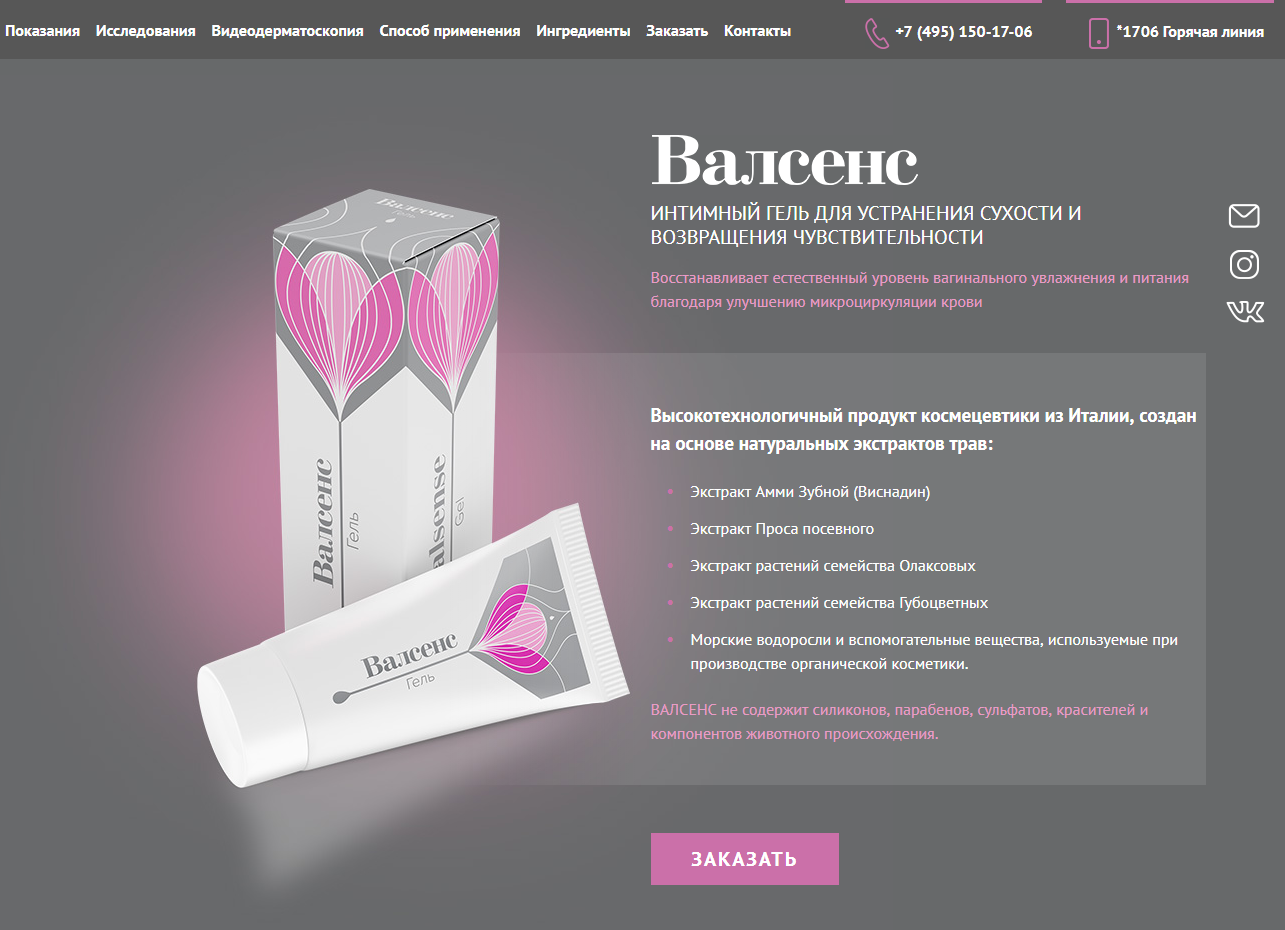 Показания Исследования Видеодерматоскопия Способ применения Ингредиенты Заказать Контакты +7 (495) 150-17-06 *1706 Горячая линия
Валсенс
ИНТИМНЫЙ ГЕЛЬ ДЛЯ УСТРАНЕНИЯ СУХОСТИ И
ВОЗВРАЩЕНИЯ ЧУВСТВИТЕЛЬНОСТИ
Восстанавливает естественный уровень вагинального увлажнения и питания
благодаря улучшению микроциркуляции крови
Высокотехнологичный продукт космецевтики из Италии, создан
на основе натуральных экстрактов трав:
Экстракт Амми Зубной (Виснадин)
Экстракт Проса посевного
Экстракт растений семейства Олаксовых
Экстракт растений семейства Губоцветных
Морские водоросли и вспомогательные вещества, используемые при
производстве органической косметики.
ВАЛСЕНС не содержит силиконов, парабенов, сульфатов, красителей и
компонентов животного происхождения.
ЗАКАЗАТЬ
Валсенс
Гель
Валсенс
Гель
alsense
Gel
Валсенс
Гель